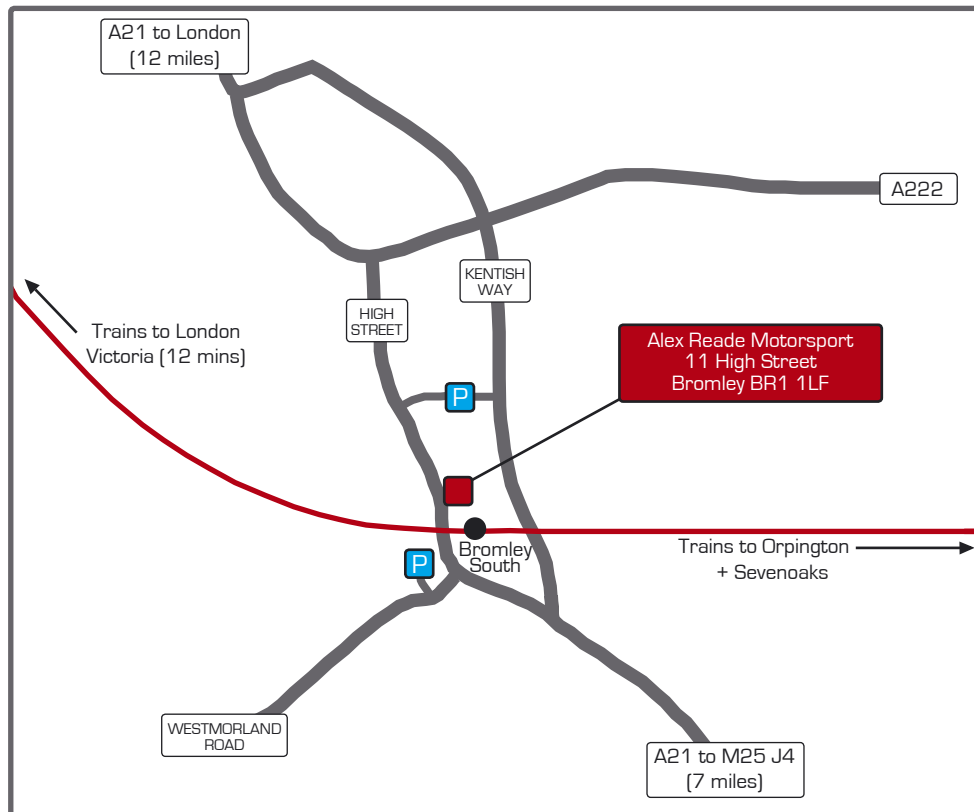 A21 to London
(12 miles)
A222
KENTISH
WAY
HIGH
STREET
Trains to London
Victoria (12 mins)
Alex Reade Motorsport
11 High Street
Bromley BR1 1LF
P
Bromley
South
Trains to Orpington
+ Sevenoaks
P
WESTMORLAND
ROAD
A21 to M25 J4
(7 miles)